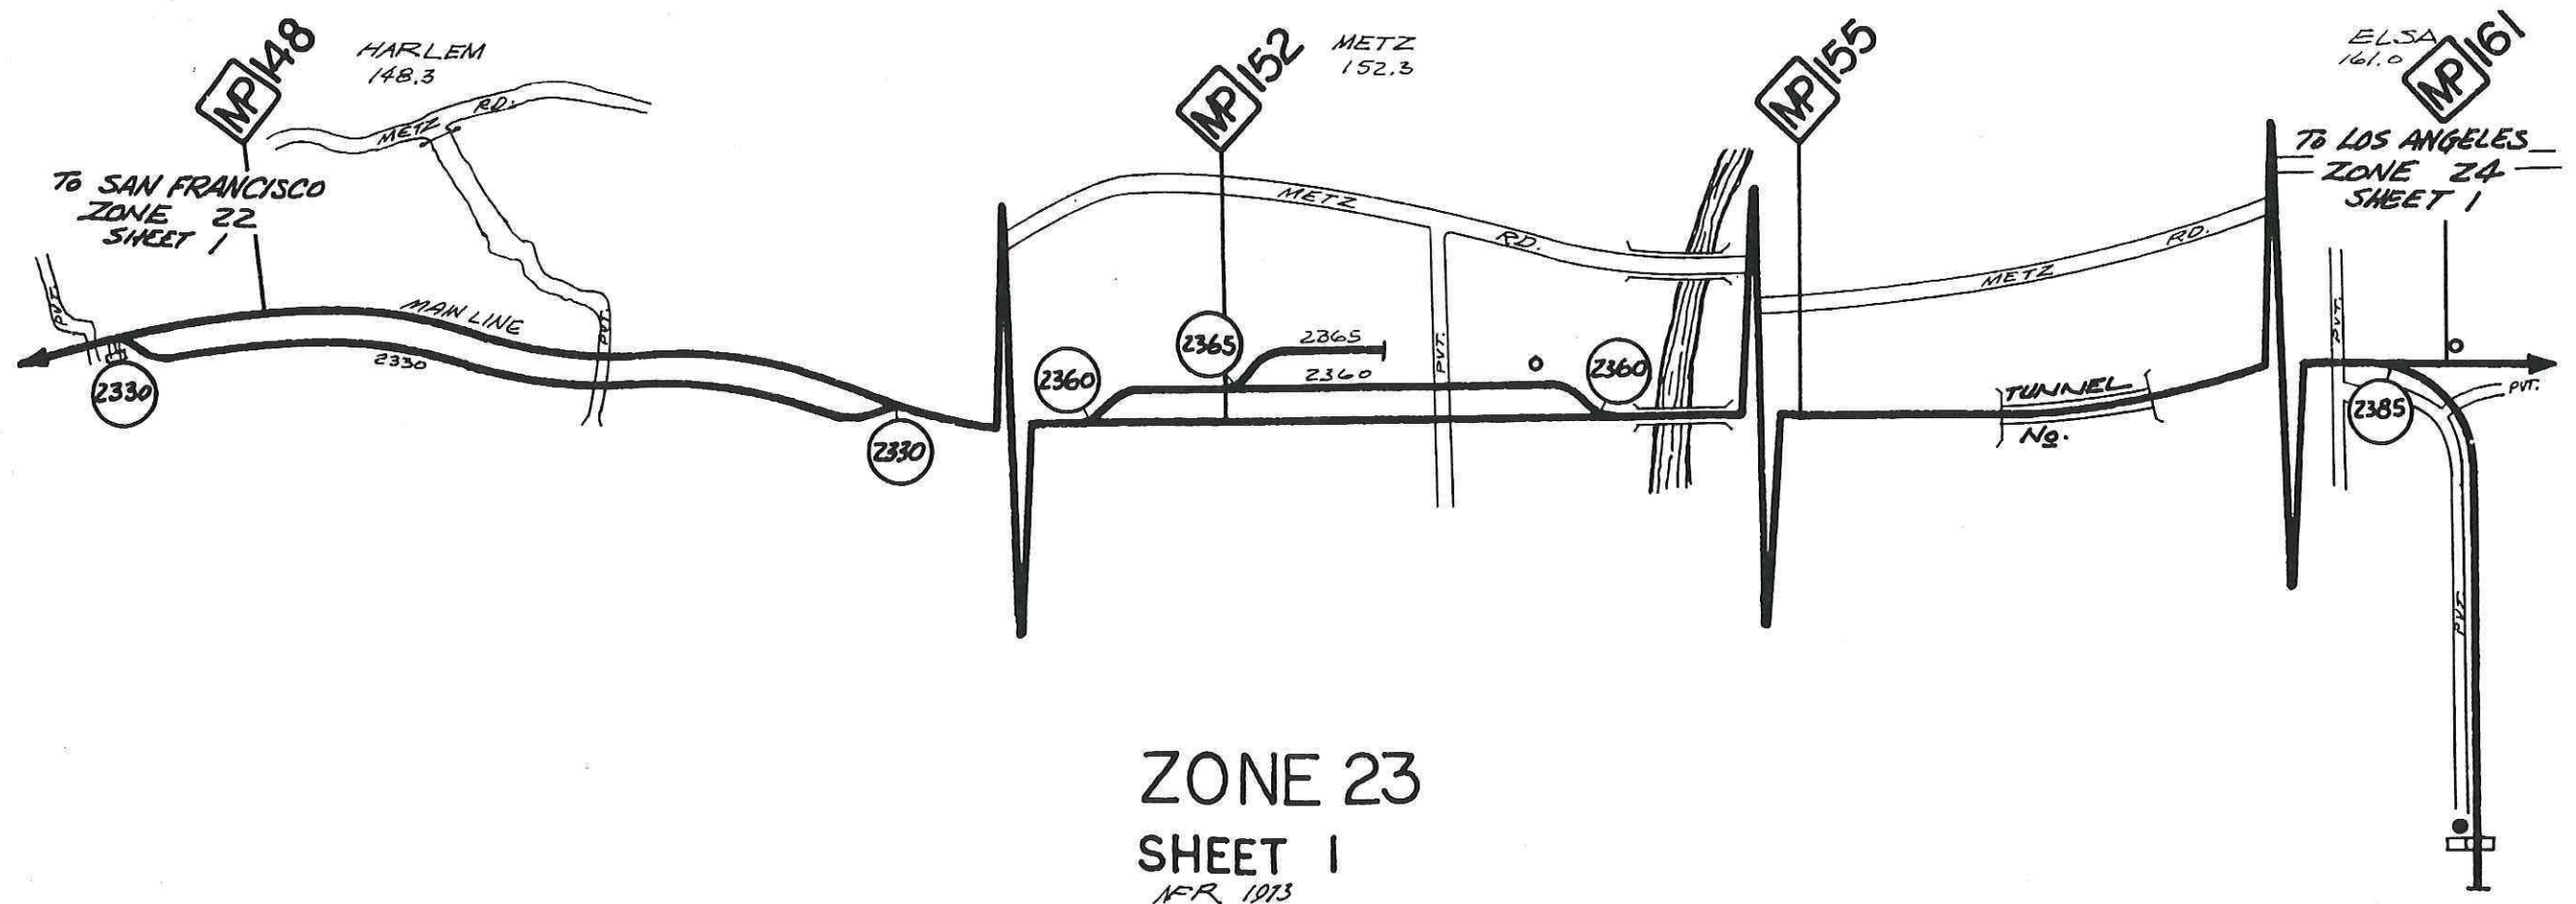 MP 148
HARLEM
148.3
METZ RD.
To SAN FRANCISCO
ZONE 22
SHEET 1
PVT.
MAIN LINE
2330
PVT.
2330
2330
MP 152
METZ
152.3
METZ RD.
2365
2365
2360
2360
2360
PVT.
MP 155
METZ RD.
TUNNEL
No.
ELSA
161.0
MP 161
To LOS ANGELES
ZONE 24
SHEET 1
PVT.
2385
PVT.
PVT.
ZONE 23
SHEET 1
1973